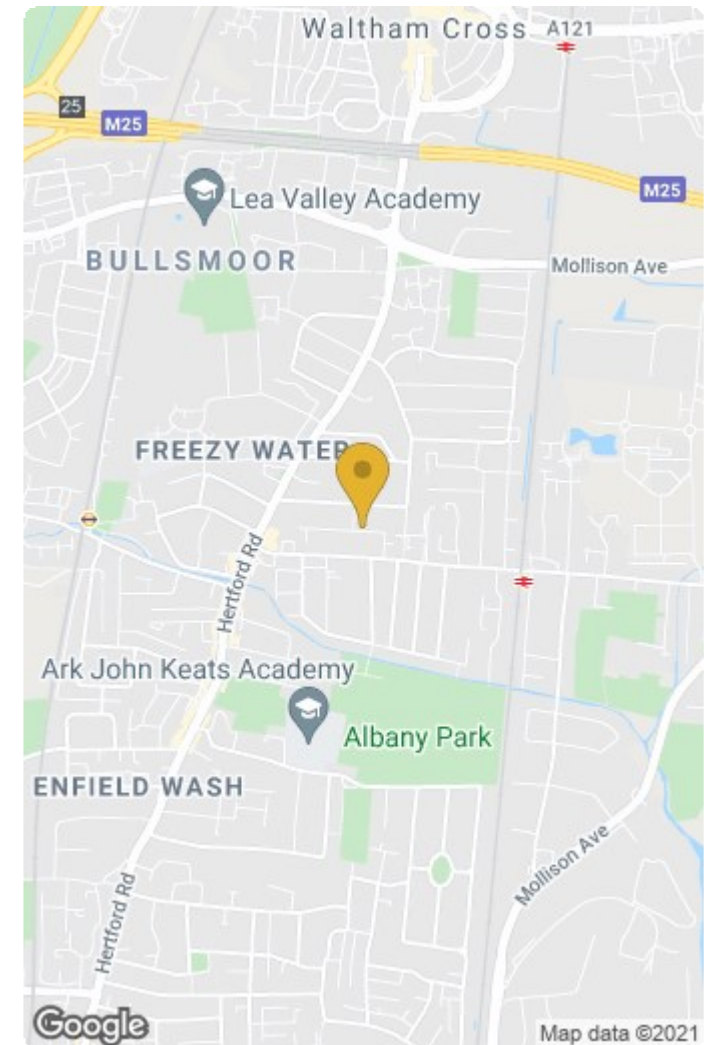 Waltham Cross
A121
25
M25
M25
Lea Valley Academy
BULLSMOOR
Mollison Ave
FREEZY WATER
Hertford Rd
Ark John Keats Academy
Albany Park
ENFIELD WASH
Mollison Ave
Hertford Rd
Google
Map data ©2021